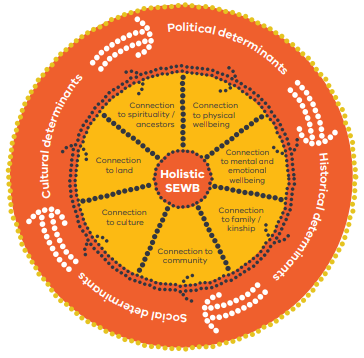 Political determinants
Historical determinants
Social determinants
Cultural determinants
Connection
to spirituality /
ancestors
Connection
to physical
wellbeing
Connection
to mental and
emotional
wellbeing
Connection
to family /
kinship
Connection to
community
Connection
to culture
Connection
to land
Holistic
SEWB